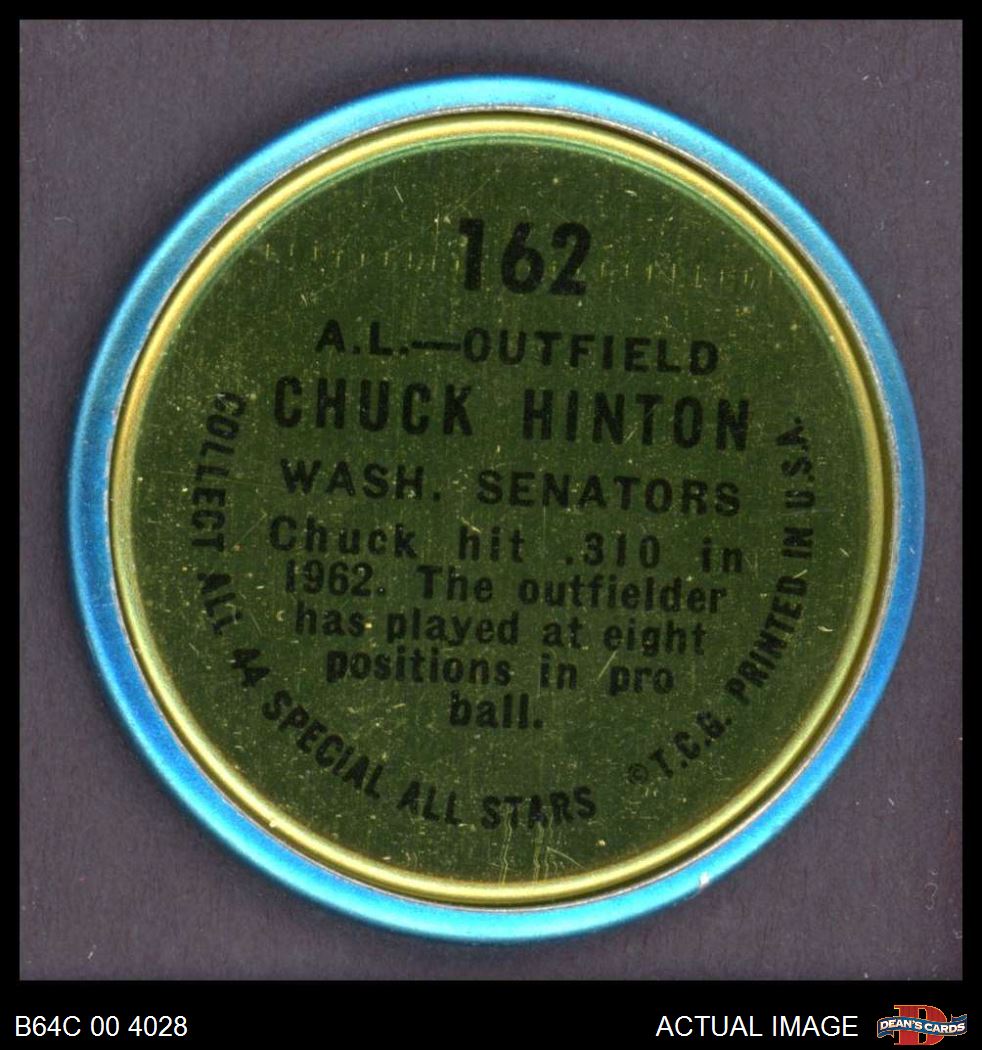 162
A.L.—OUTFIELD
CHUCK HINTON
WASH. SENATORS
Chuck hit .310 in
1962. The outfielder
has played at eight
positions in pro
ball.
COLLECT ALL 44 SPECIAL ALL STARS
© T.C.G. PRINTED IN U.S.A.
B64C 00 4028
ACTUAL IMAGE
DEAN'S CARDS